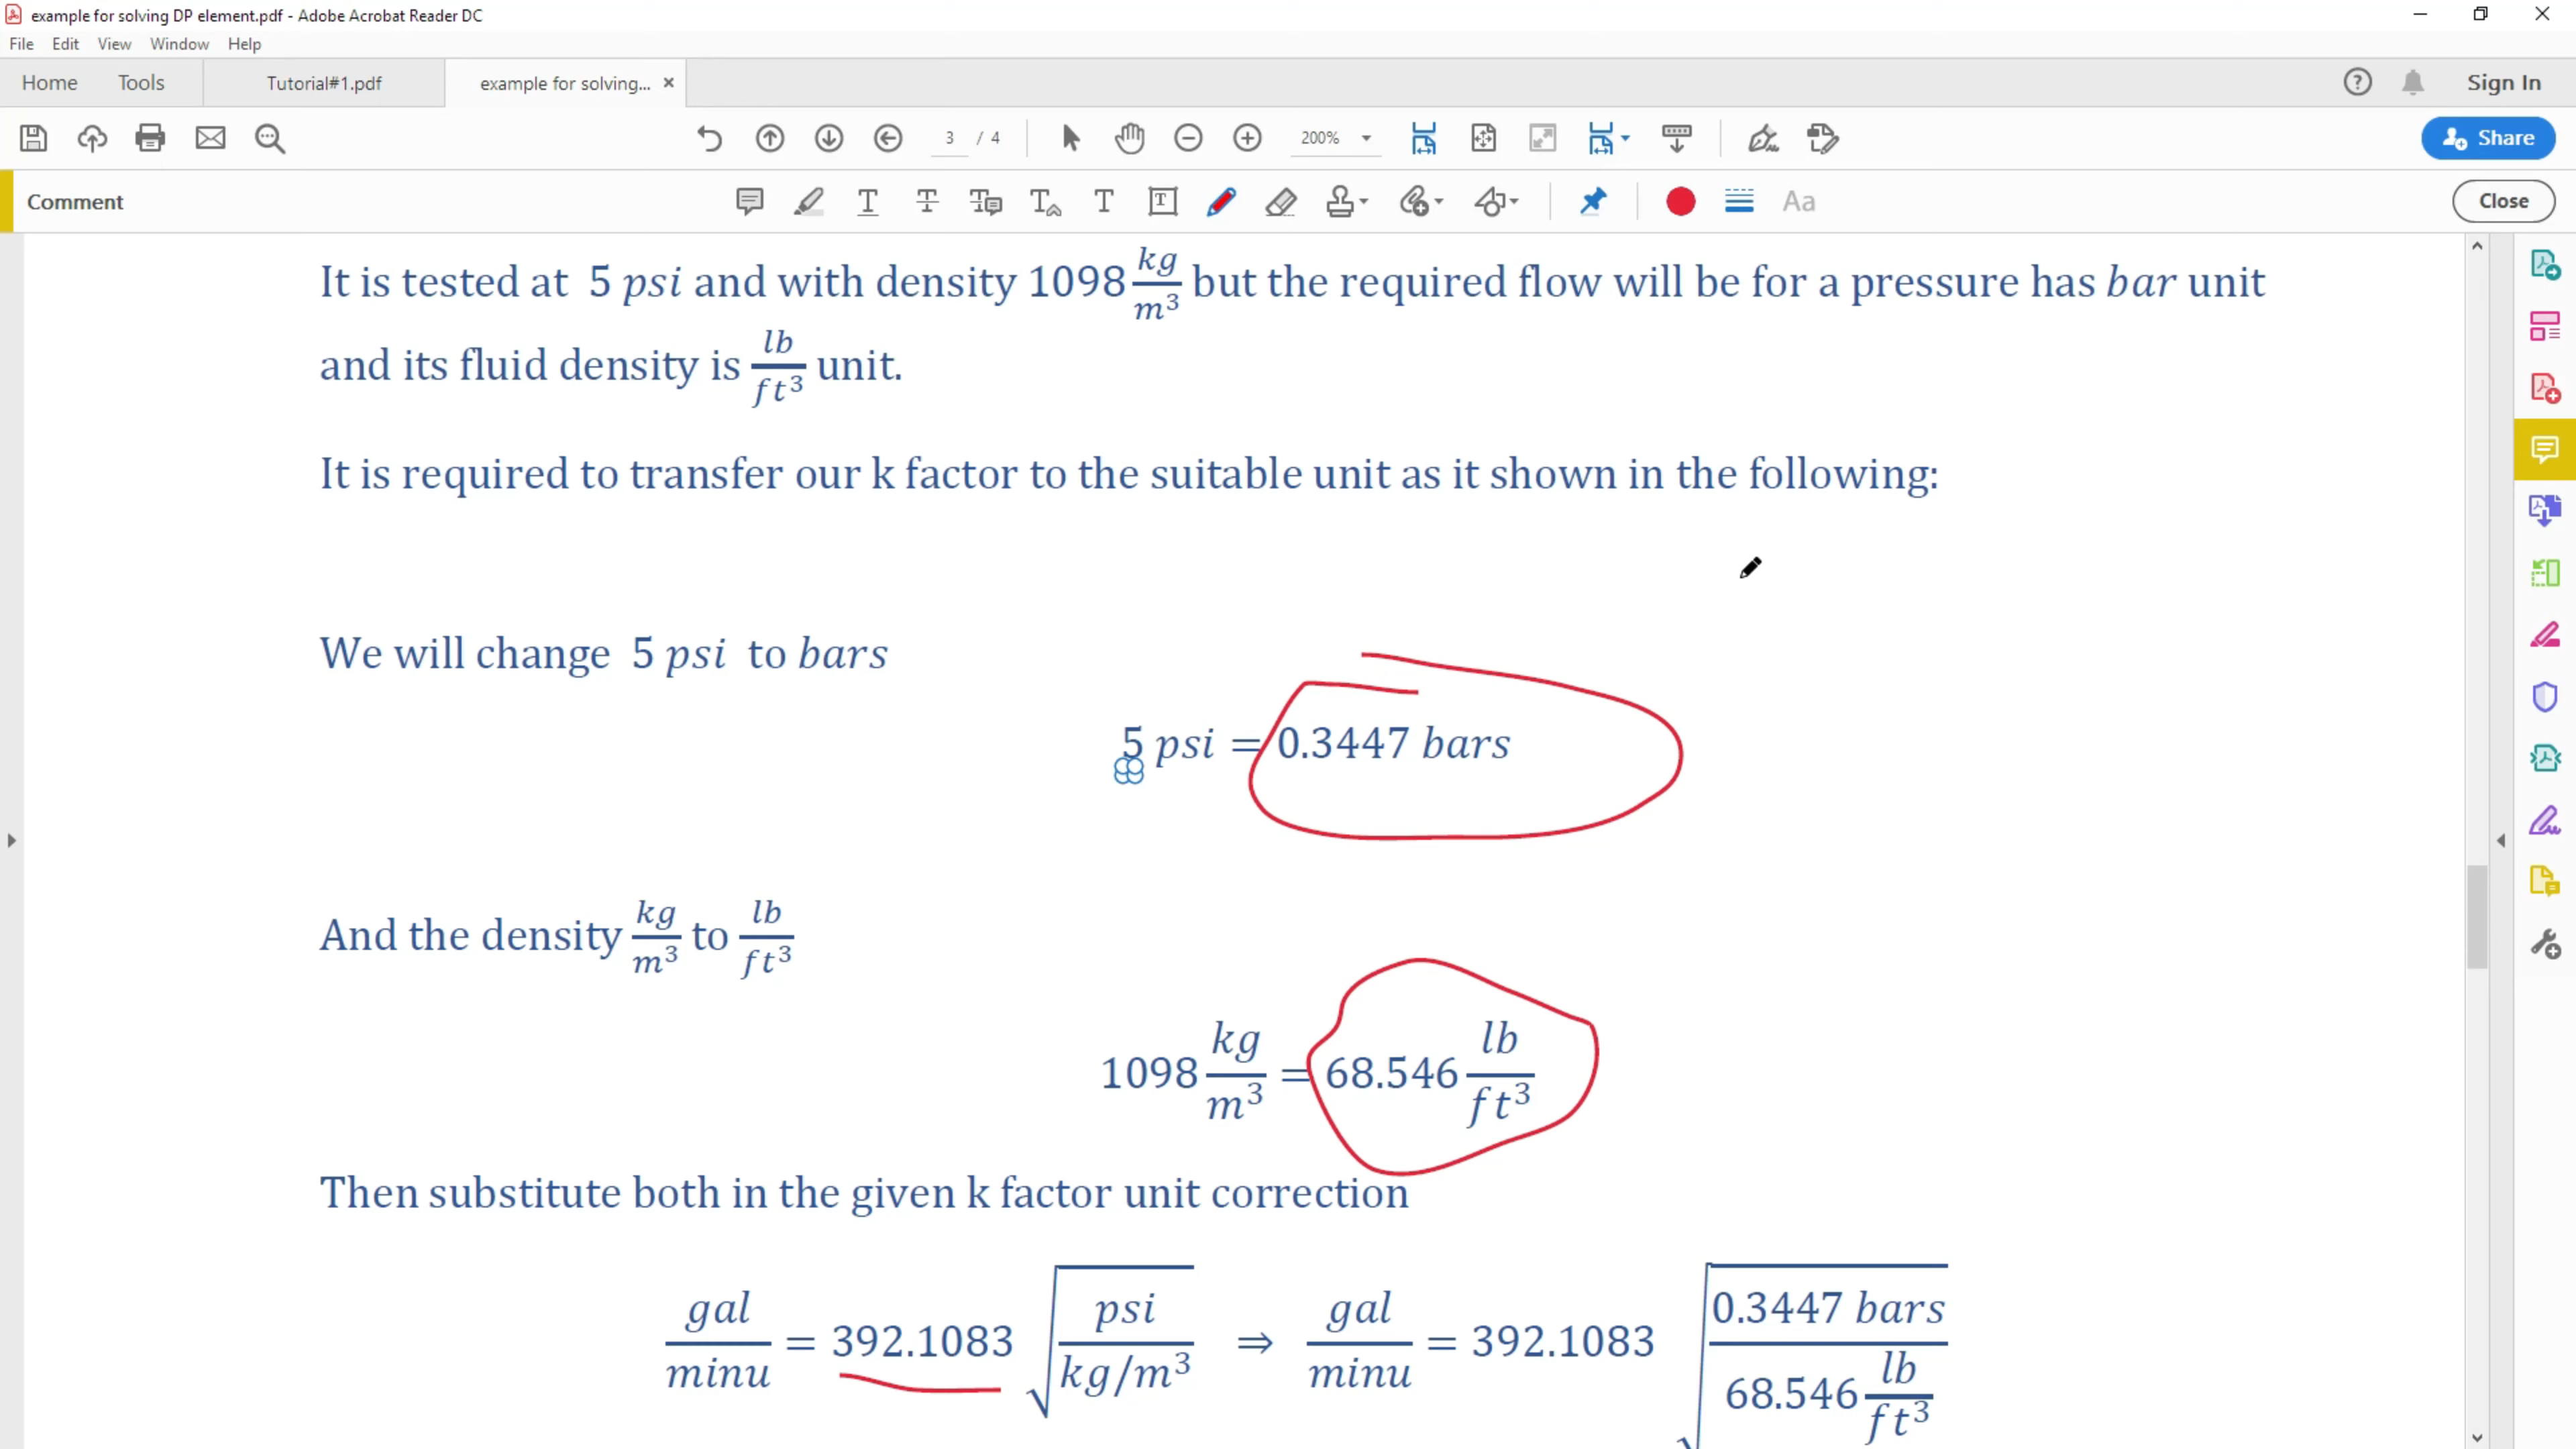 example for solving DP element.pdf - Adobe Acrobat Reader DC
File Edit View Window Help
Home Tools Tutorial#1.pdf example for solving... × Sign In
3 / 4 200% Share
Comment Aa Close
It is tested at 5 psi and with density 1098 kg/m³ but the required flow will be for a pressure has bar unit
and its fluid density is lb/ft³ unit.
It is required to transfer our k factor to the suitable unit as it shown in the following:
We will change 5 psi to bars
5 psi = 0.3447 bars
And the density kg/m³ to lb/ft³
1098 kg/m³ = 68.546 lb/ft³
Then substitute both in the given k factor unit correction
gal/minu = 392.1083 √(psi/(kg/m³)) ⇒ gal/minu = 392.1083 √(0.3447 bars/(68.546 lb/ft³))